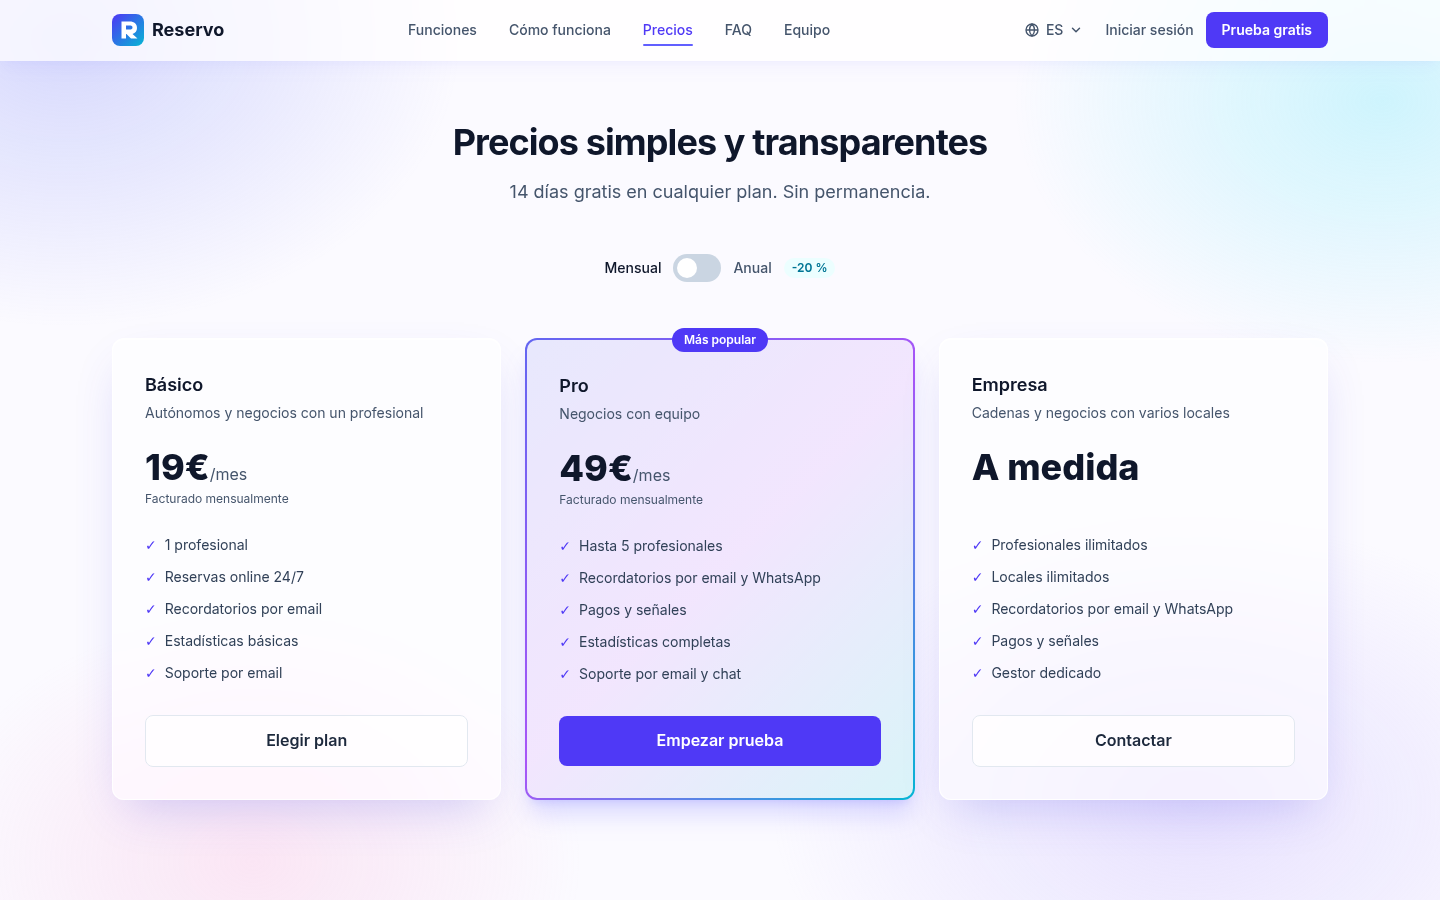 Reservo
Funciones
Cómo funciona
Precios
FAQ
Equipo
ES
Iniciar sesión
Prueba gratis
Precios simples y transparentes
14 días gratis en cualquier plan. Sin permanencia.
Mensual
Anual
-20 %
Básico
Autónomos y negocios con un profesional
19€/mes
Facturado mensualmente
✓ 1 profesional
✓ Reservas online 24/7
✓ Recordatorios por email
✓ Estadísticas básicas
✓ Soporte por email
Elegir plan
Más popular
Pro
Negocios con equipo
49€/mes
Facturado mensualmente
✓ Hasta 5 profesionales
✓ Recordatorios por email y WhatsApp
✓ Pagos y señales
✓ Estadísticas completas
✓ Soporte por email y chat
Empezar prueba
Empresa
Cadenas y negocios con varios locales
A medida
✓ Profesionales ilimitados
✓ Locales ilimitados
✓ Recordatorios por email y WhatsApp
✓ Pagos y señales
✓ Gestor dedicado
Contactar